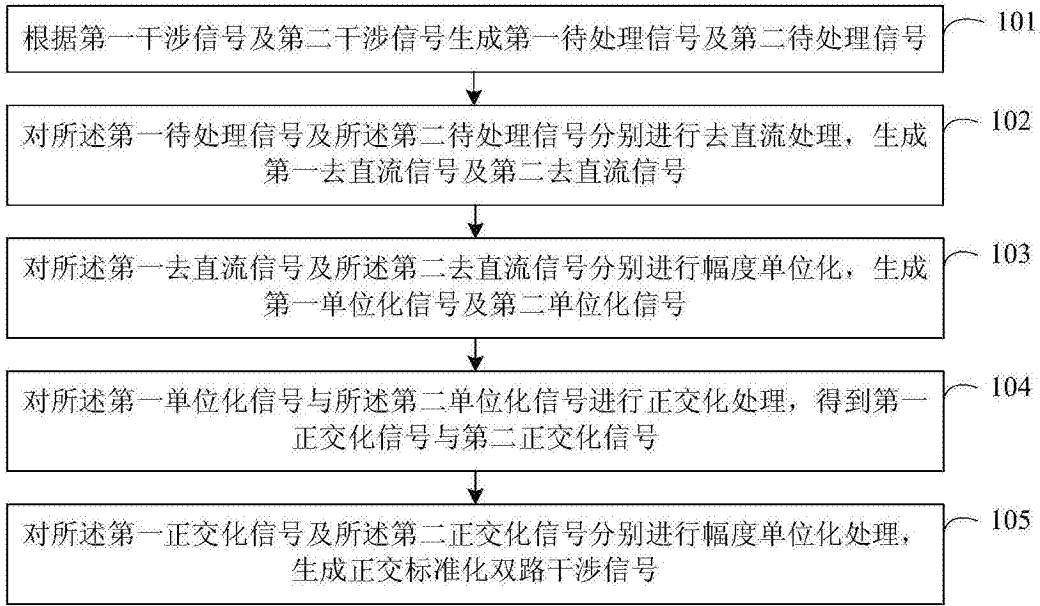 根据第一干涉信号及第二干涉信号生成第一待处理信号及第二待处理信号
101
对所述第一待处理信号及所述第二待处理信号分别进行去直流处理，生成
第一去直流信号及第二去直流信号
102
对所述第一去直流信号及所述第二去直流信号分别进行幅度单位化，生成
第一单位化信号及第二单位化信号
103
对所述第一单位化信号与所述第二单位化信号进行正交化处理，得到第一
正交化信号与第二正交化信号
104
对所述第一正交化信号及所述第二正交化信号分别进行幅度单位化处理，
生成正交标准化双路干涉信号
105